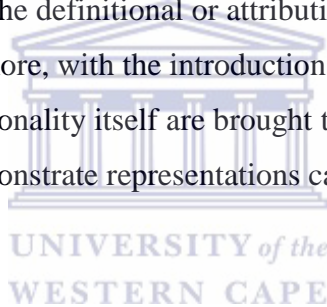 he definitional or attributi
ore, with the introduction
onality itself are brought t
onstrate representations ca
UNIVERSITY of the
WESTERN CAPE